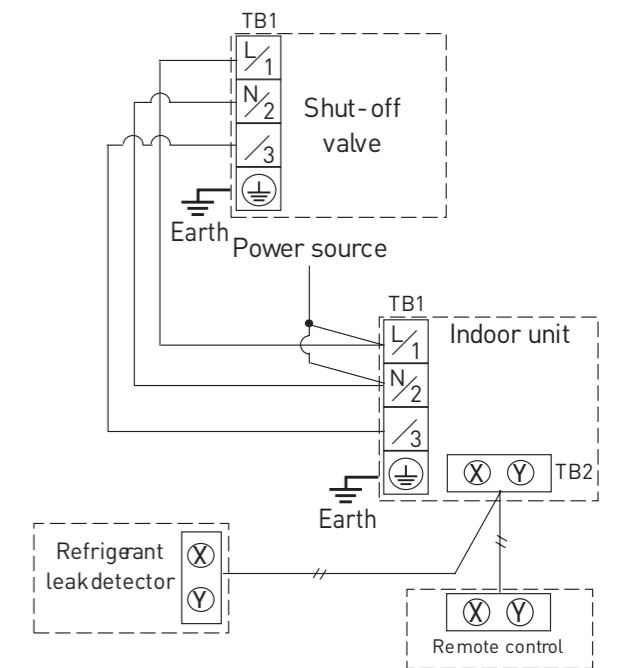 TB1
L/1
N/2
/3
Shut-off
valve
Earth
Power source
TB1
L/1
N/2
/3
Indoor unit
X Y TB2
Earth
Refrigerant
leak detector
X
Y
X Y
Remote control